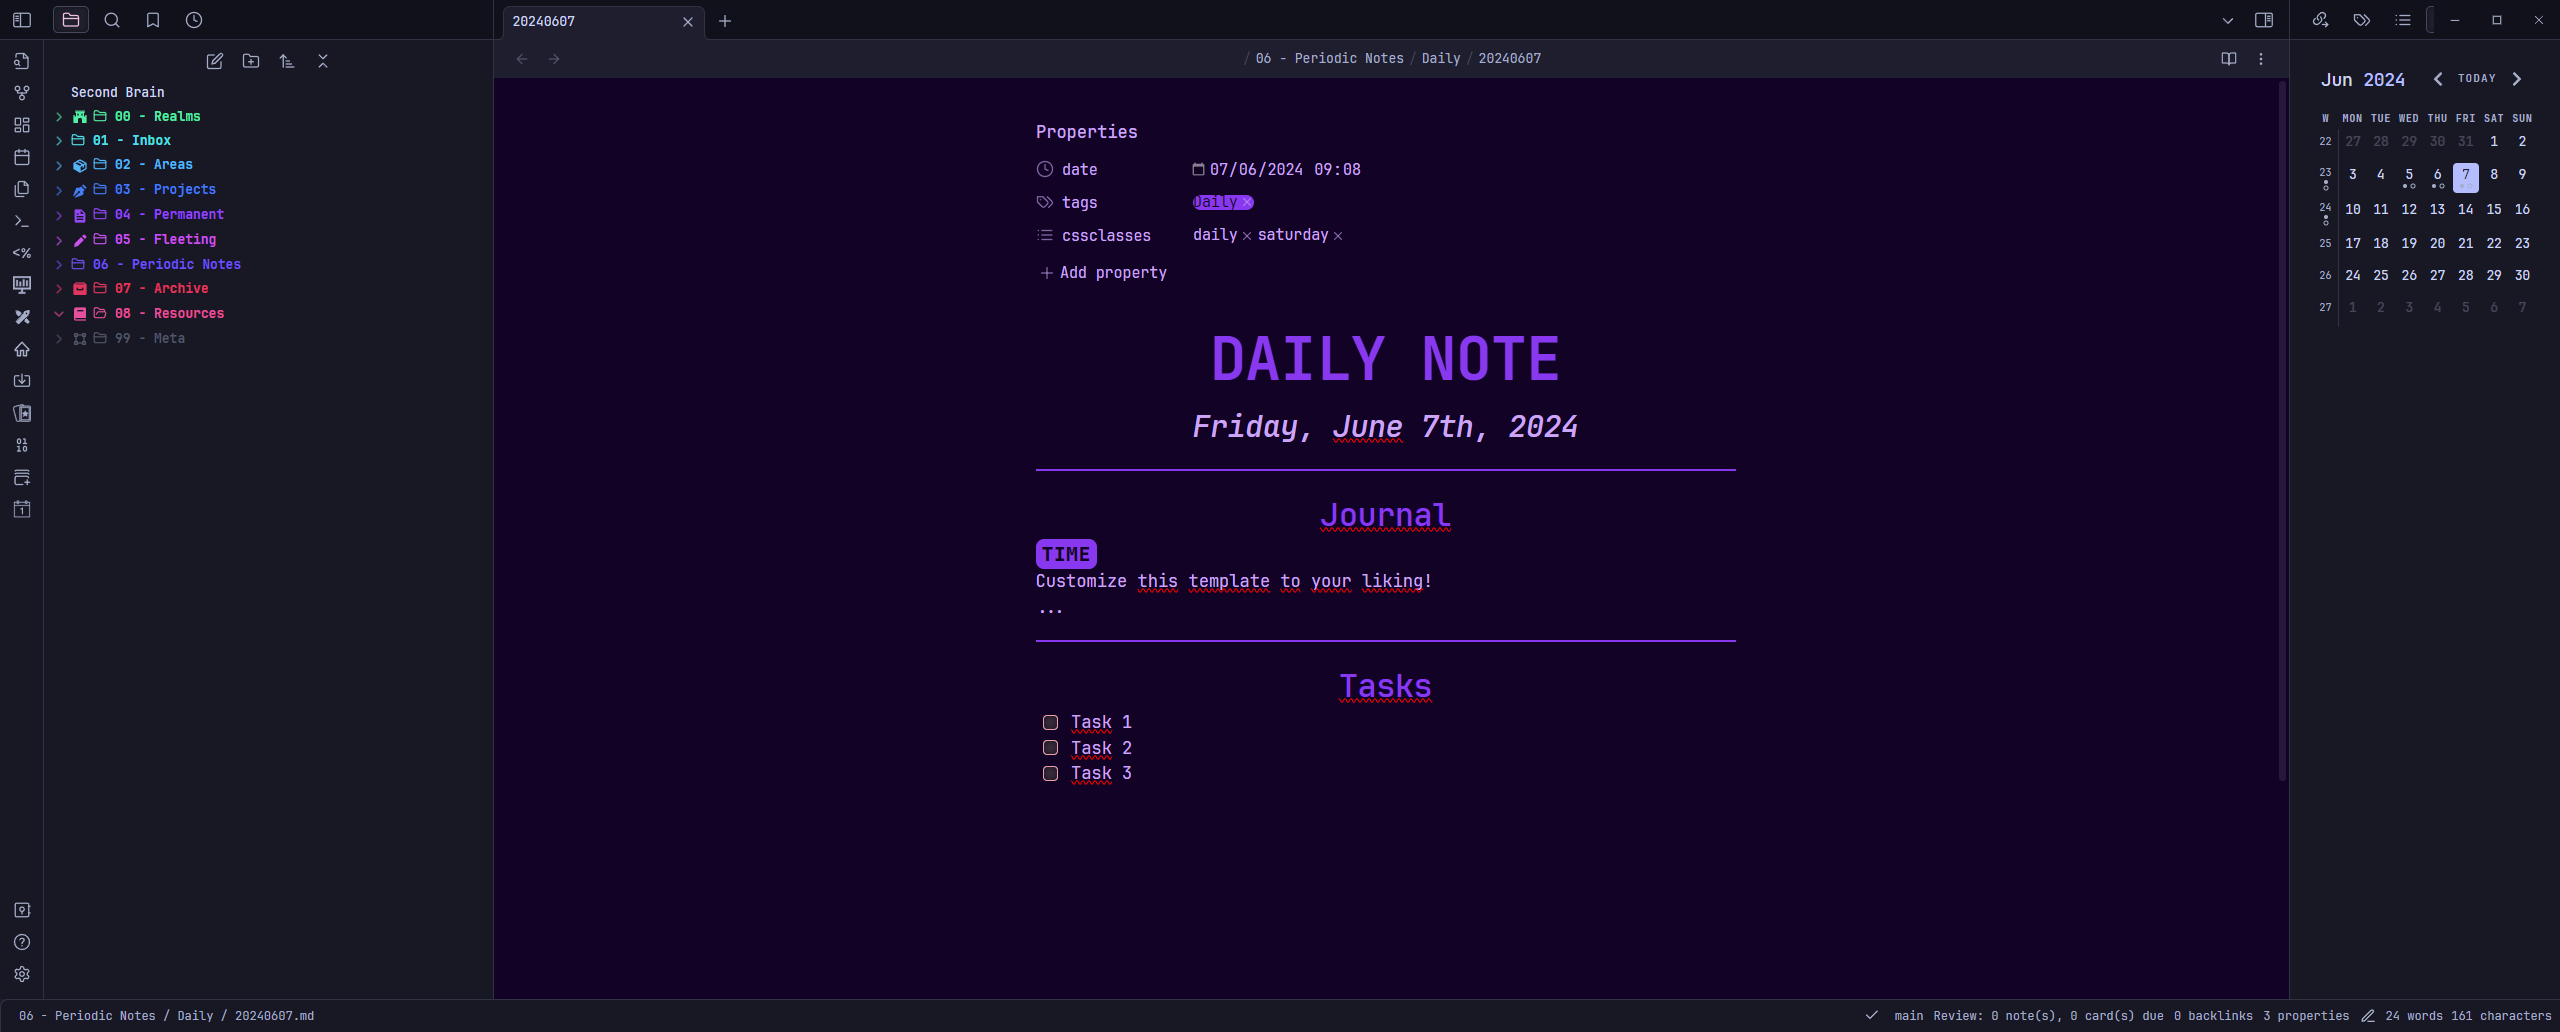 20240607
06 - Periodic Notes / Daily / 20240607
Second Brain
00 - Realms
01 - Inbox
02 - Areas
03 - Projects
04 - Permanent
05 - Fleeting
06 - Periodic Notes
07 - Archive
08 - Resources
99 - Meta
<%
01
10
1
Properties
date 07/06/2024 09:08
tags Daily
cssclasses daily saturday
Add property
DAILY NOTE
Friday, June 7th, 2024
Journal
TIME
Customize this template to your liking!
...
Tasks
Task 1
Task 2
Task 3
Jun 2024 TODAY
W MON TUE WED THU FRI SAT SUN
22 27 28 29 30 31 1 2
23 3 4 5 6 7 8 9
24 10 11 12 13 14 15 16
25 17 18 19 20 21 22 23
26 24 25 26 27 28 29 30
27 1 2 3 4 5 6 7
06 - Periodic Notes / Daily / 20240607.md
main Review: 0 note(s), 0 card(s) due 0 backlinks 3 properties 24 words 161 characters